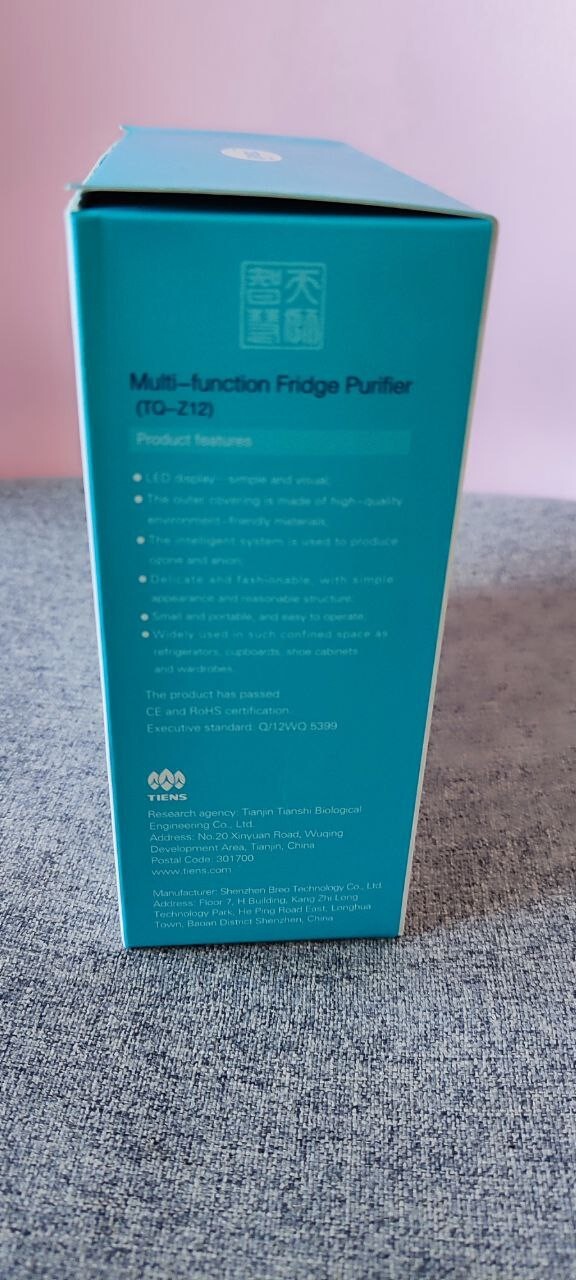 Multi-function Fridge Purifier
(TQ-Z12)
Product features
LED display--simple and visual;
The outer covering is made of high-quality
environment-friendly materials;
The intelligent system is used to produce
ozone and anion;
Delicate and fashionable, with simple
appearance and reasonable structure;
Small and portable, and easy to operate;
Widely used in such confined space as
refrigerators, cupboards, shoe cabinets
and wardrobes.
The product has passed
CE and RoHS certification.
Executive standard: Q/12WQ 5399
TIENS
Research agency: Tianjin Tianshi Biological
Engineering Co., Ltd.
Address: No.20 Xinyuan Road, Wuqing
Development Area, Tianjin, China
Postal Code: 301700
www.tiens.com
Manufacturer: Shenzhen Breo Technology Co., Ltd.
Address: Floor 7, H Building, Kang Zhi Long
Technology Park, He Ping Road East, Longhua
Town, Baoan District Shenzhen, China